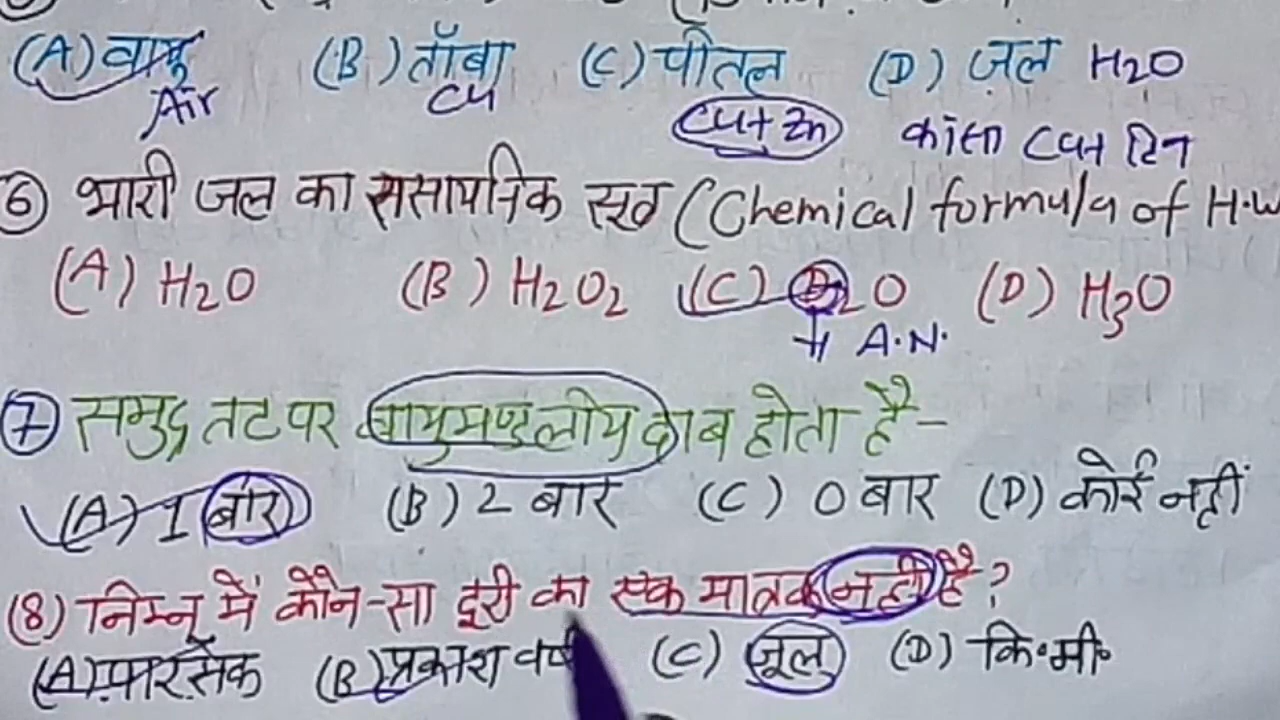 (A) वायु (B) ताँबा (C) पीतल (D) जल H2O
Air Cu Cu+Zn काँसा Cu+ टिन
6 भारी जल का रासायनिक सूत्र (Chemical formula of H.W
(A) H2O (B) H2O2 (C) D2O (D) H3O
H A.N.
7 समुद्र तट पर वायुमण्डलीय दाब होता है-
(A) 1 बार (B) 2 बार (C) 0 बार (D) कोई नहीं
(8) निम्न में कौन-सा दूरी का एक मात्रक नही है?
(A) पारसेक (B) प्रकाश वर्ष (C) जूल (D) कि॰मी॰